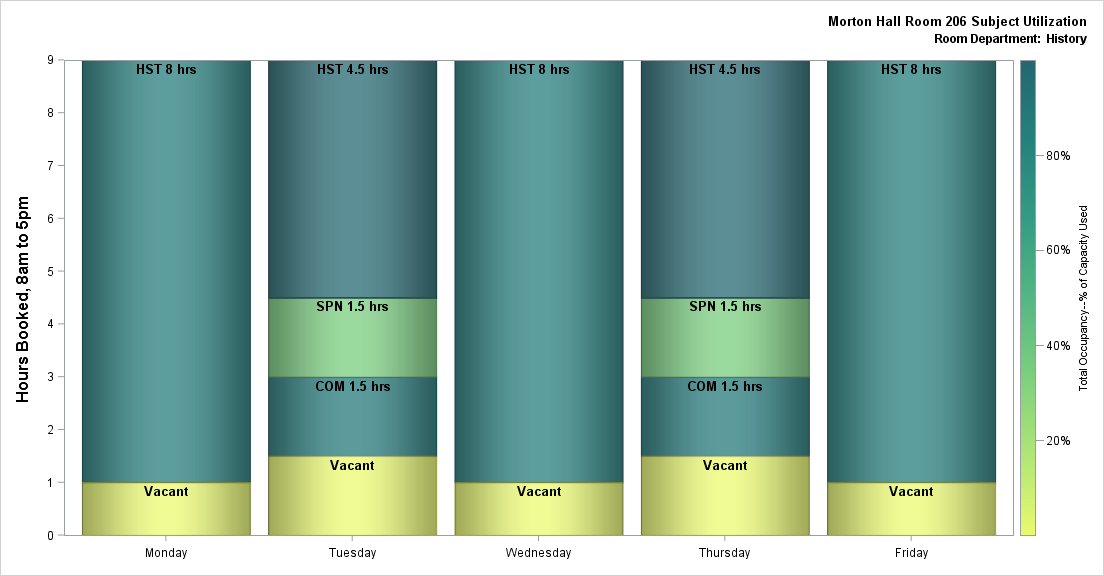 Morton Hall Room 206 Subject Utilization
Room Department: History
Hours Booked, 8am to 5pm
9
8
7
6
5
4
3
2
1
0
HST 8 hrs
Vacant
HST 4.5 hrs
SPN 1.5 hrs
COM 1.5 hrs
Vacant
HST 8 hrs
Vacant
HST 4.5 hrs
SPN 1.5 hrs
COM 1.5 hrs
Vacant
HST 8 hrs
Vacant
Monday
Tuesday
Wednesday
Thursday
Friday
80%
60%
40%
20%
Total Occupancy--% of Capacity Used